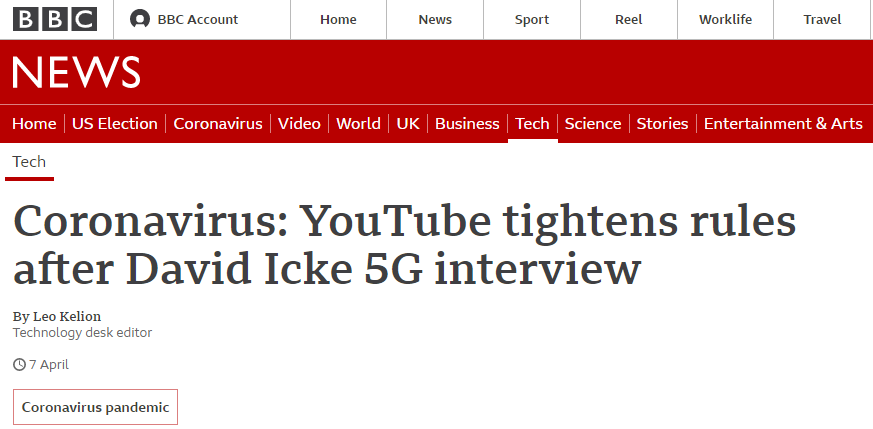 BBC BBC Account Home News Sport Reel Worklife Travel
NEWS
Home US Election Coronavirus Video World UK Business Tech Science Stories Entertainment & Arts
Tech
Coronavirus: YouTube tightens rules
after David Icke 5G interview
By Leo Kelion
Technology desk editor
7 April
Coronavirus pandemic